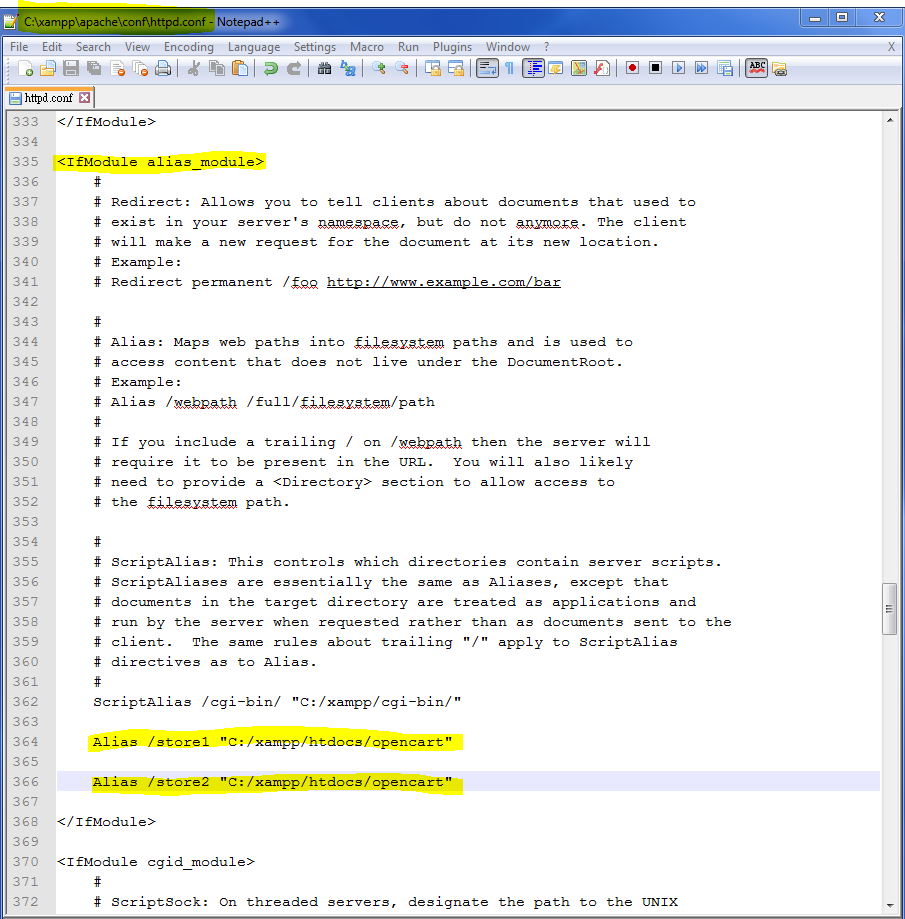 C:\xampp\apache\conf\httpd.conf - Notepad++
File Edit Search View Encoding Language Settings Macro Run Plugins Window ? X
ABC
httpd.conf
333 </IfModule>
334
335 <IfModule alias_module>
336 #
337 # Redirect: Allows you to tell clients about documents that used to
338 # exist in your server's namespace, but do not anymore. The client
339 # will make a new request for the document at its new location.
340 # Example:
341 # Redirect permanent /foo http://www.example.com/bar
342
343 #
344 # Alias: Maps web paths into filesystem paths and is used to
345 # access content that does not live under the DocumentRoot.
346 # Example:
347 # Alias /webpath /full/filesystem/path
348 #
349 # If you include a trailing / on /webpath then the server will
350 # require it to be present in the URL.  You will also likely
351 # need to provide a <Directory> section to allow access to
352 # the filesystem path.
353
354 #
355 # ScriptAlias: This controls which directories contain server scripts.
356 # ScriptAliases are essentially the same as Aliases, except that
357 # documents in the target directory are treated as applications and
358 # run by the server when requested rather than as documents sent to the
359 # client.  The same rules about trailing "/" apply to ScriptAlias
360 # directives as to Alias.
361 #
362 ScriptAlias /cgi-bin/ "C:/xampp/cgi-bin/"
363
364 Alias /store1 "C:/xampp/htdocs/opencart"
365
366 Alias /store2 "C:/xampp/htdocs/opencart"
367
368 </IfModule>
369
370 <IfModule cgid_module>
371 #
372 # ScriptSock: On threaded servers, designate the path to the UNIX